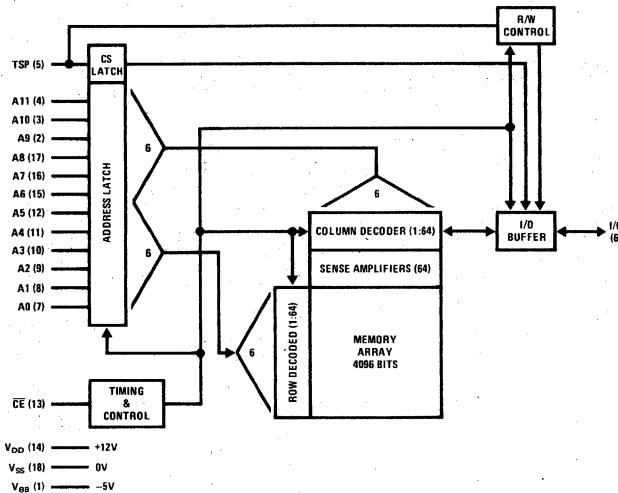 R/W
CONTROL
TSP (5)
CS
LATCH
A11 (4)
A10 (3)
A9 (2)
A8 (17)
A7 (16)
A6 (15)
A5 (12)
A4 (11)
A3 (10)
A2 (9)
A1 (8)
A0 (7)
ADDRESS LATCH
6
6
6
COLUMN DECODER (1:64)
I/O
BUFFER
SENSE AMPLIFIERS (64)
6
ROW DECODED (1:64)
MEMORY
ARRAY
4096 BITS
CE (13)
TIMING
&
CONTROL
VDD (14) +12V
VSS (18) 0V
VBB (1) −5V